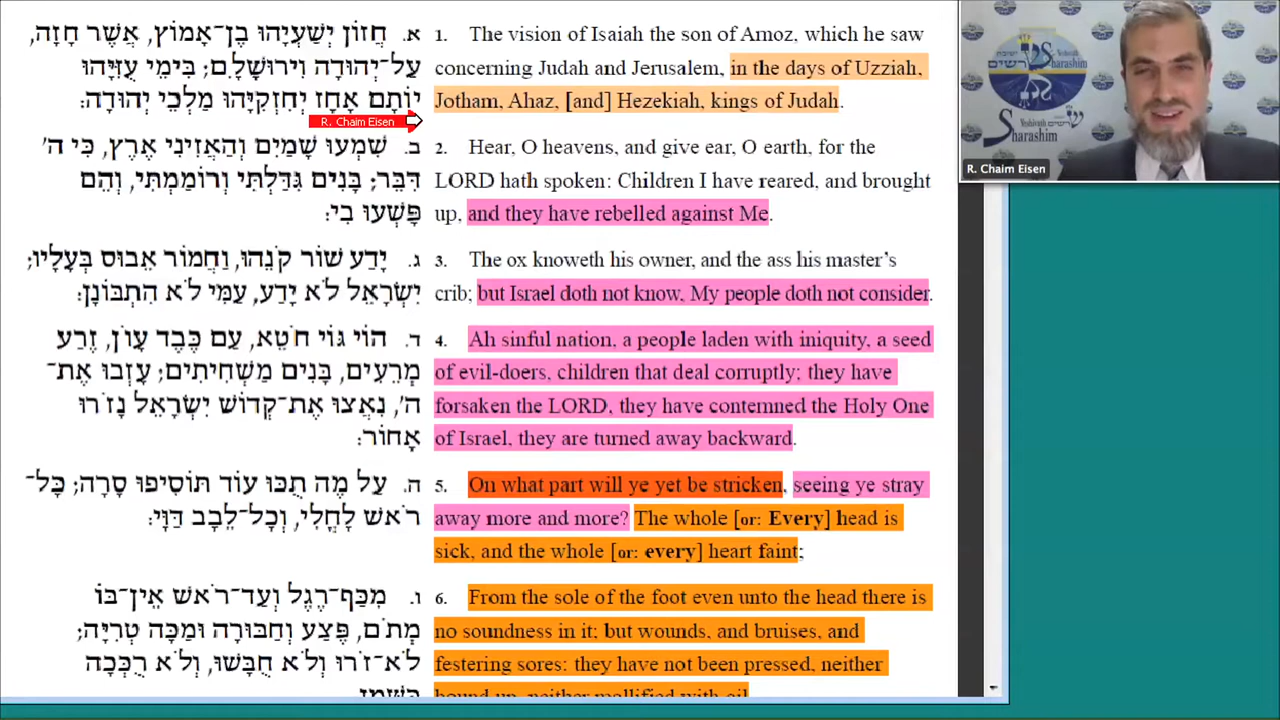 א. חֲזוֹן יְשַׁעְיָהוּ בֶן־אָמוֹץ, אֲשֶׁר חָזָה,
עַל־יְהוּדָה וִירוּשָׁלִָם; בִּימֵי עֻזִּיָּהוּ
יוֹתָם אָחָז יְחִזְקִיָּהוּ מַלְכֵי יְהוּדָה:
1. The vision of Isaiah the son of Amoz, which he saw
concerning Judah and Jerusalem, in the days of Uzziah,
Jotham, Ahaz, [and] Hezekiah, kings of Judah.
R. Chaim Eisen
ב. שִׁמְעוּ שָׁמַיִם וְהַאֲזִינִי אֶרֶץ, כִּי ה'
דִּבֵּר; בָּנִים גִּדַּלְתִּי וְרוֹמַמְתִּי, וְהֵם
פָּשְׁעוּ בִי:
2. Hear, O heavens, and give ear, O earth, for the
LORD hath spoken: Children I have reared, and brought
up, and they have rebelled against Me.
ג. יָדַע שׁוֹר קֹנֵהוּ, וַחֲמוֹר אֵבוּס בְּעָלָיו;
יִשְׂרָאֵל לֹא יָדַע, עַמִּי לֹא הִתְבּוֹנָן:
3. The ox knoweth his owner, and the ass his master’s
crib; but Israel doth not know, My people doth not consider.
ד. הוֹי גּוֹי חֹטֵא, עַם כֶּבֶד עָוֹן, זֶרַע
מְרֵעִים, בָּנִים מַשְׁחִיתִים; עָזְבוּ אֶת־
ה', נִאֲצוּ אֶת־קְדוֹשׁ יִשְׂרָאֵל נָזֹרוּ
אָחוֹר:
4. Ah sinful nation, a people laden with iniquity, a seed
of evil-doers, children that deal corruptly; they have
forsaken the LORD, they have contemned the Holy One
of Israel, they are turned away backward.
ה. עַל מֶה תֻכּוּ עוֹד תּוֹסִיפוּ סָרָה; כָּל־
רֹאשׁ לָחֳלִי, וְכָל־לֵבָב דַּוָּי:
5. On what part will ye yet be stricken, seeing ye stray
away more and more? The whole [or: Every] head is
sick, and the whole [or: every] heart faint;
ו. מִכַּף־רֶגֶל וְעַד־רֹאשׁ אֵין־בּוֹ
מְתֹם, פֶּצַע וְחַבּוּרָה וּמַכָּה טְרִיָּה;
לֹא־זֹרוּ וְלֹא חֻבָּשׁוּ, וְלֹא רֻכְּכָה
בַּשָּׁמֶן:
6. From the sole of the foot even unto the head there is
no soundness in it; but wounds, and bruises, and
festering sores: they have not been pressed, neither
bound up, neither mollified with oil.
Sharashim
Yeshivath
Sharashim
שרשים
R. Chaim Eisen